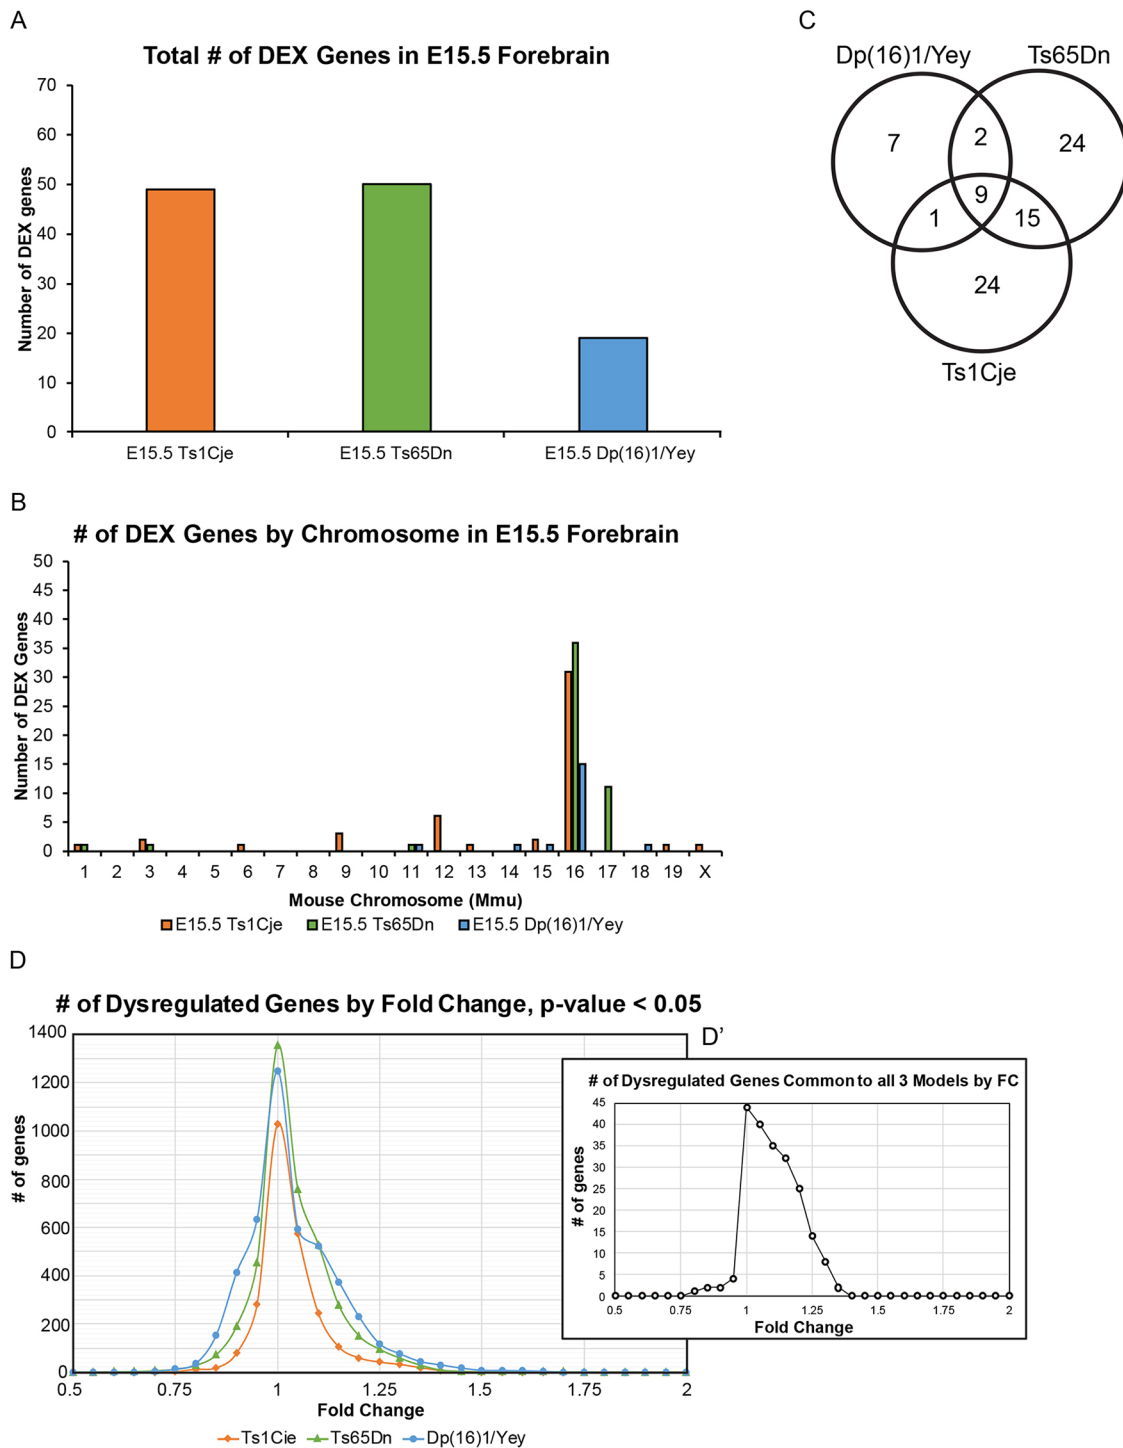 A
Total # of DEX Genes in E15.5 Forebrain
Number of DEX genes
70
60
50
40
30
20
10
0
E15.5 Ts1Cje
E15.5 Ts65Dn
E15.5 Dp(16)1/Yey
C
Dp(16)1/Yey
Ts65Dn
7
2
24
9
1
15
24
Ts1Cje
B
# of DEX Genes by Chromosome in E15.5 Forebrain
Number of DEX Genes
50
45
40
35
30
25
20
15
10
5
0
1 2 3 4 5 6 7 8 9 10 11 12 13 14 15 16 17 18 19 X
Mouse Chromosome (Mmu)
E15.5 Ts1Cje E15.5 Ts65Dn E15.5 Dp(16)1/Yey
D
# of Dysregulated Genes by Fold Change, p-value < 0.05
# of genes
1400
1200
1000
800
600
400
200
0
0.5 0.75 1 1.25 1.5 1.75 2
Fold Change
Ts1Cie Ts65Dn Dp(16)1/Yey
D’
# of Dysregulated Genes Common to all 3 Models by FC
# of genes
45
40
35
30
25
20
15
10
5
0
0.5 0.75 1 1.25 1.5 1.75 2
Fold Change